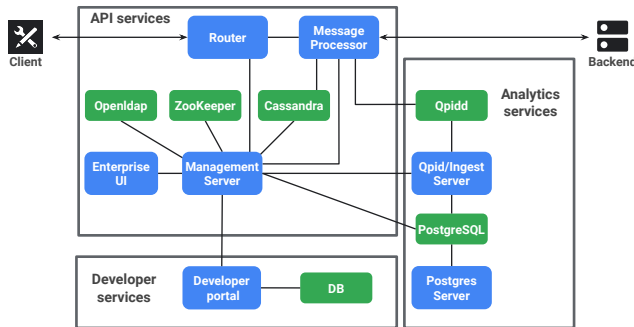 API services
Client
Router
Message
Processor
Backend
Openldap
ZooKeeper
Cassandra
Qpidd
Analytics
services
Enterprise
UI
Management
Server
Qpid/Ingest
Server
PostgreSQL
Developer
services
Developer
portal
DB
Postgres
Server